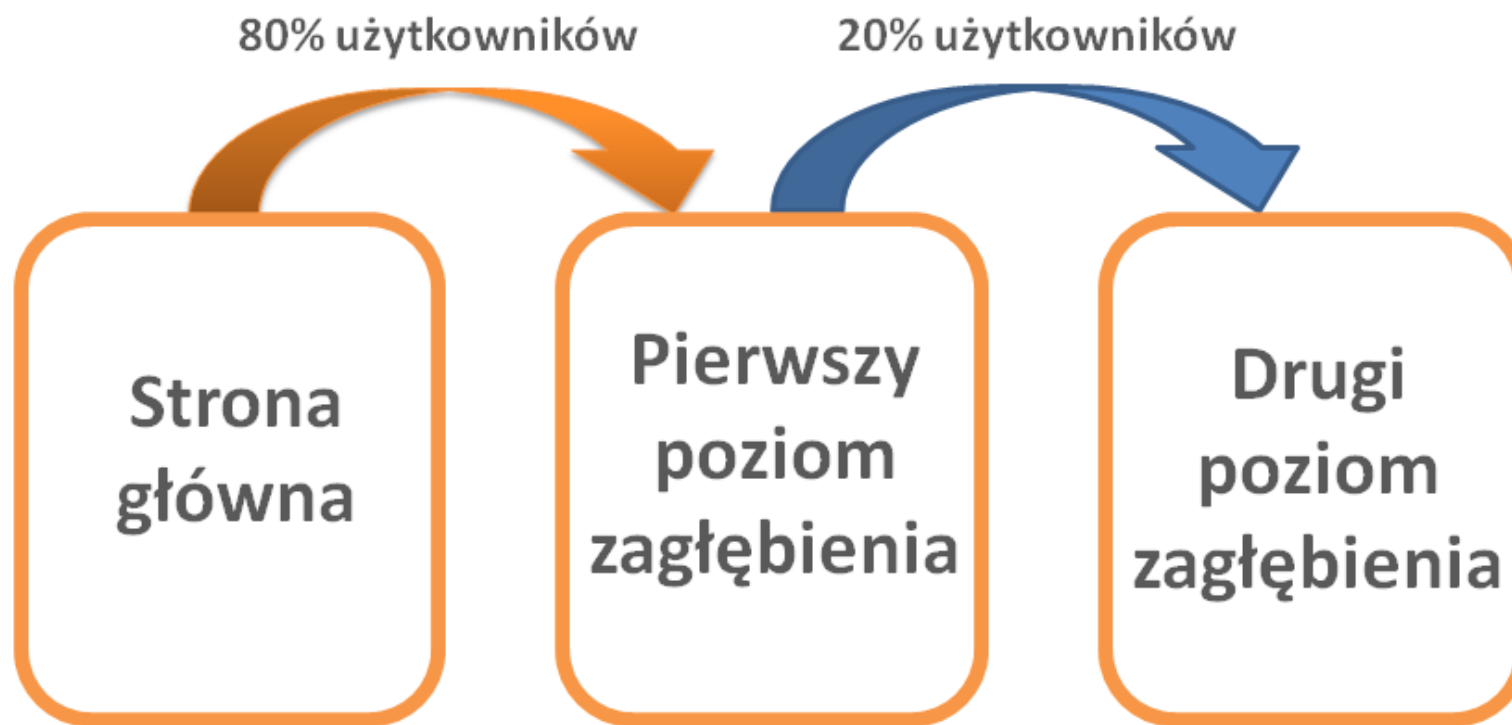 80% użytkowników
20% użytkowników
Strona
główna
Pierwszy
poziom
zagłębienia
Drugi
poziom
zagłębienia